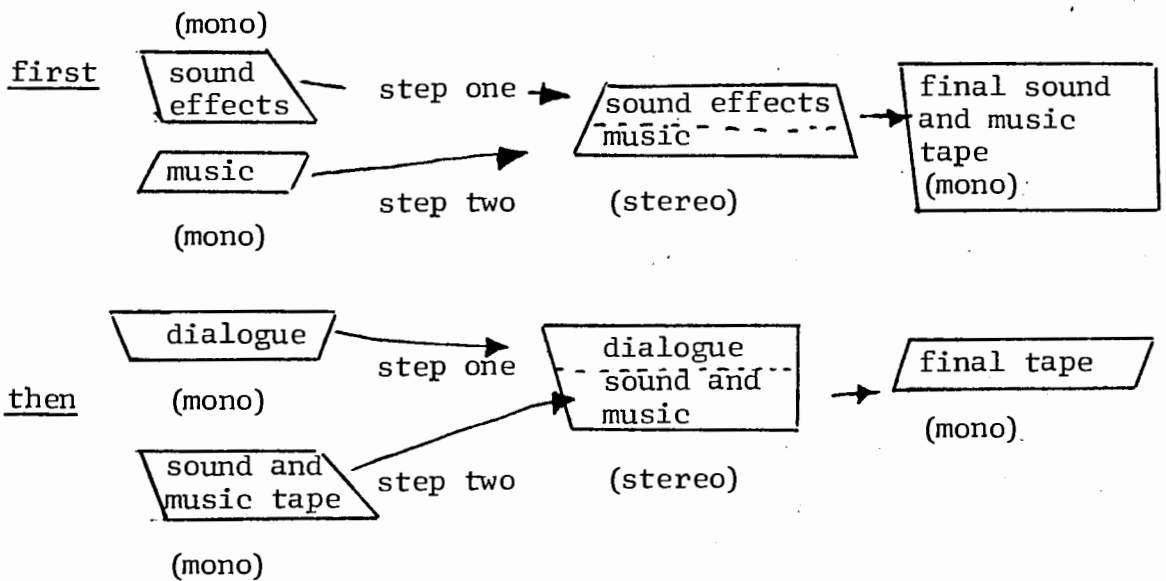 (mono)
first
sound
effects
step one
sound effects
music
final sound
and music
tape
(mono)
music
step two
(stereo)
(mono)
dialogue
step one
dialogue
sound and
music
final tape
then
(mono)
(mono)
sound and
music tape
step two
(stereo)
(mono)